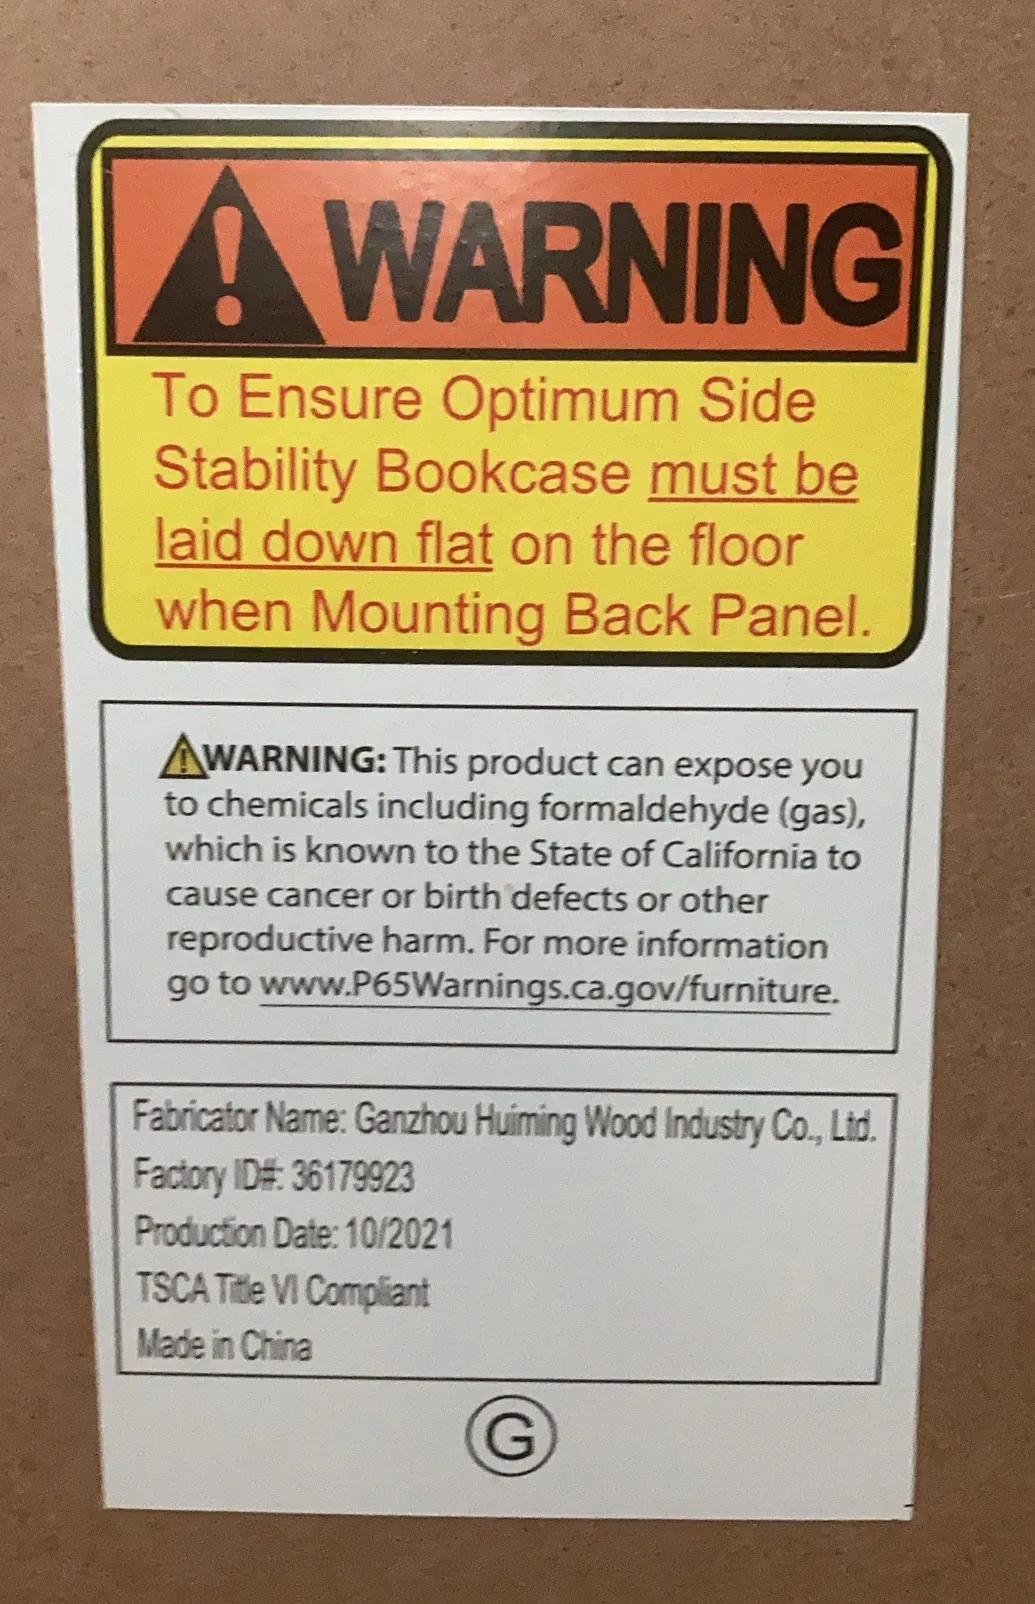 WARNING
To Ensure Optimum Side
Stability Bookcase must be
laid down flat on the floor
when Mounting Back Panel.
WARNING: This product can expose you
to chemicals including formaldehyde (gas),
which is known to the State of California to
cause cancer or birth defects or other
reproductive harm. For more information
go to www.P65Warnings.ca.gov/furniture.
Fabricator Name: Ganzhou Huiming Wood Industry Co., Ltd.
Factory ID#: 36179923
Production Date: 10/2021
TSCA Title VI Compliant
Made in China
G